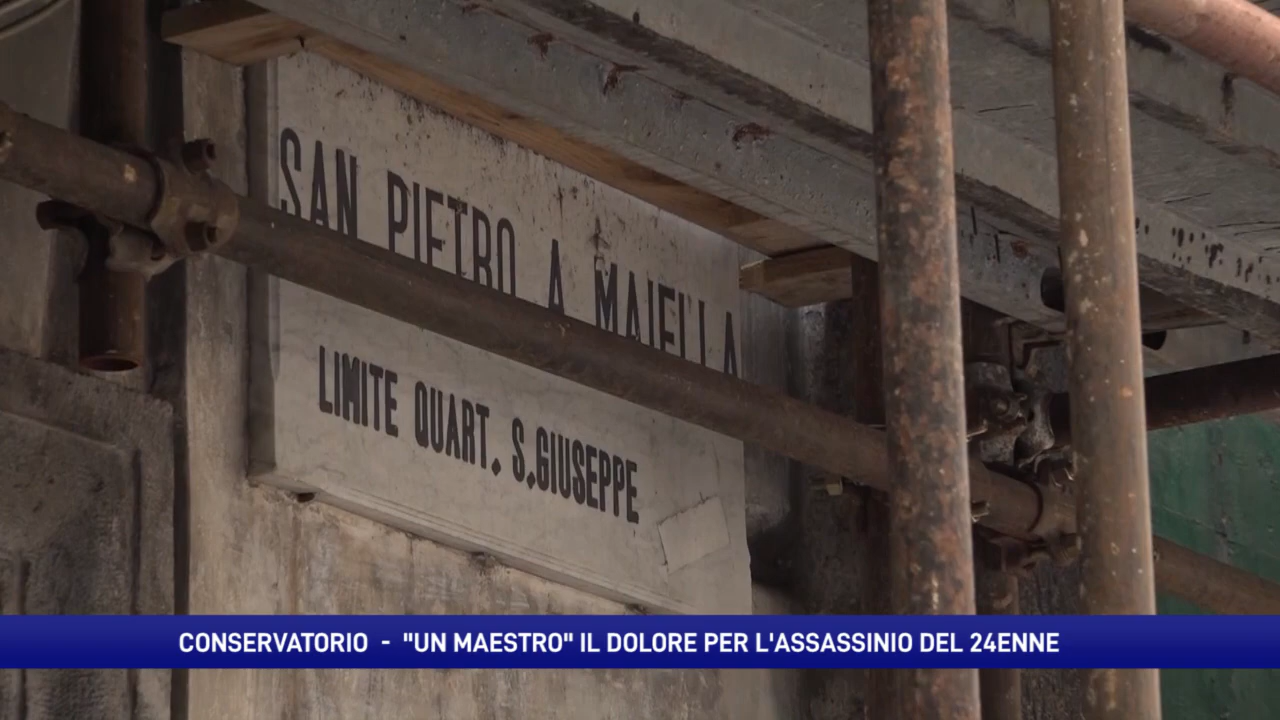 SAN PIETRO A MAIELLA
LIMITE QUART. S.GIUSEPPE
CONSERVATORIO - "UN MAESTRO" IL DOLORE PER L'ASSASSINIO DEL 24ENNE